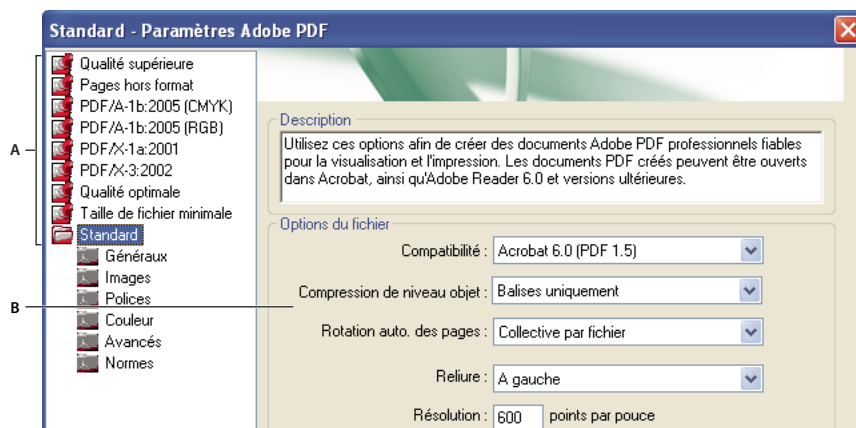 Standard - Paramètres Adobe PDF
A
Qualité supérieure
Pages hors format
PDF/A-1b:2005 (CMYK)
PDF/A-1b:2005 (RGB)
PDF/X-1a:2001
PDF/X-3:2002
Qualité optimale
Taille de fichier minimale
Standard
Généraux
Images
Polices
Couleur
Avancés
Normes
B
Description
Utilisez ces options afin de créer des documents Adobe PDF professionnels fiables
pour la visualisation et l'impression. Les documents PDF créés peuvent être ouverts
dans Acrobat, ainsi qu'Adobe Reader 6.0 et versions ultérieures.
Options du fichier
Compatibilité : Acrobat 6.0 (PDF 1.5)
Compression de niveau objet : Balises uniquement
Rotation auto. des pages : Collective par fichier
Reliure : A gauche
Résolution : 600 points par pouce